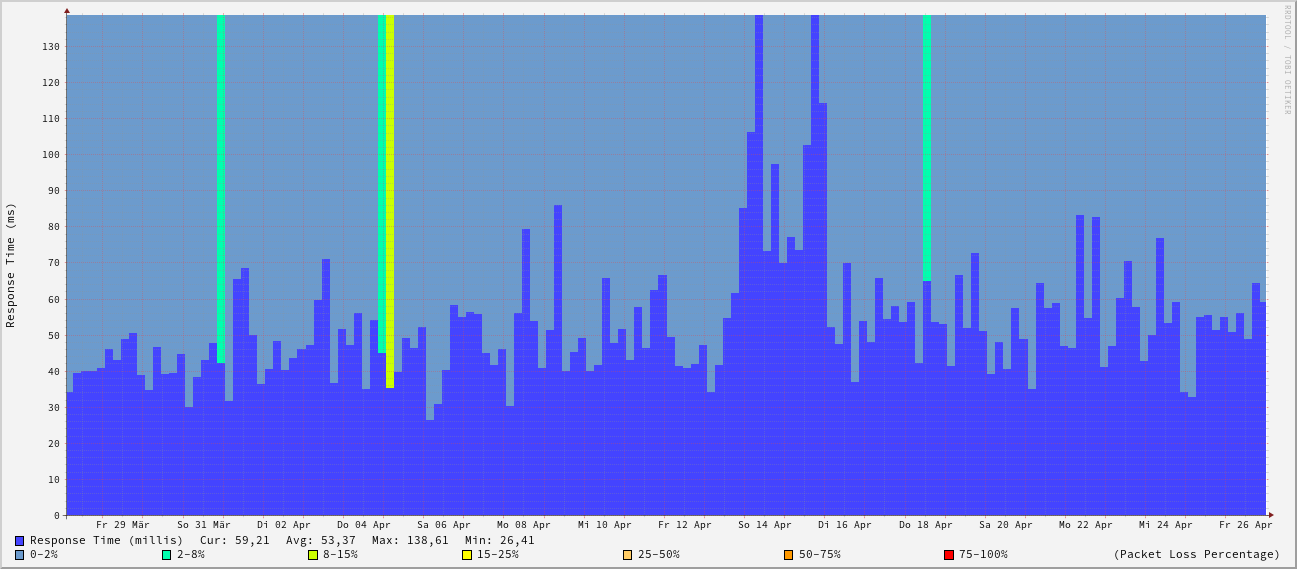 RRDTOOL / TOBI OETIKER
Response Time (ms)
130
120
110
100
90
80
70
60
50
40
30
20
10
0
Fr 29 Mär So 31 Mär Di 02 Apr Do 04 Apr Sa 06 Apr Mo 08 Apr Mi 10 Apr Fr 12 Apr So 14 Apr Di 16 Apr Do 18 Apr Sa 20 Apr Mo 22 Apr Mi 24 Apr Fr 26 Apr
Response Time (millis) Cur: 59,21 Avg: 53,37 Max: 138,61 Min: 26,41
0-2% 2-8% 8-15% 15-25% 25-50% 50-75% 75-100% (Packet Loss Percentage)